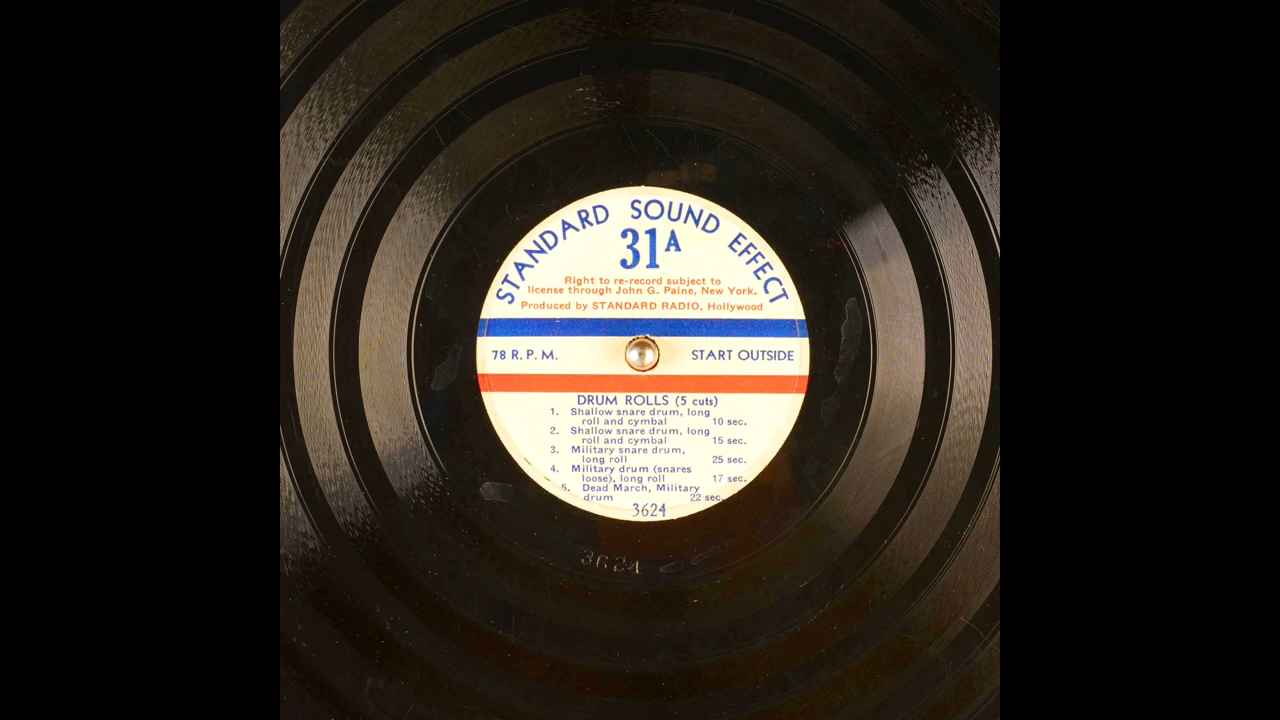 STANDARD SOUND EFFECT
31A
Right to re-record subject to
license through John G. Paine, New York.
Produced by STANDARD RADIO, Hollywood
78 R. P. M. START OUTSIDE
DRUM ROLLS (5 cuts)
1. Shallow snare drum, long
roll and cymbal 10 sec.
2. Shallow snare drum, long
roll and cymbal 15 sec.
3. Military snare drum,
long roll 25 sec.
4. Military drum (snares
loose), long roll 17 sec.
5. Dead March, Military
drum 22 sec.
3624
3624